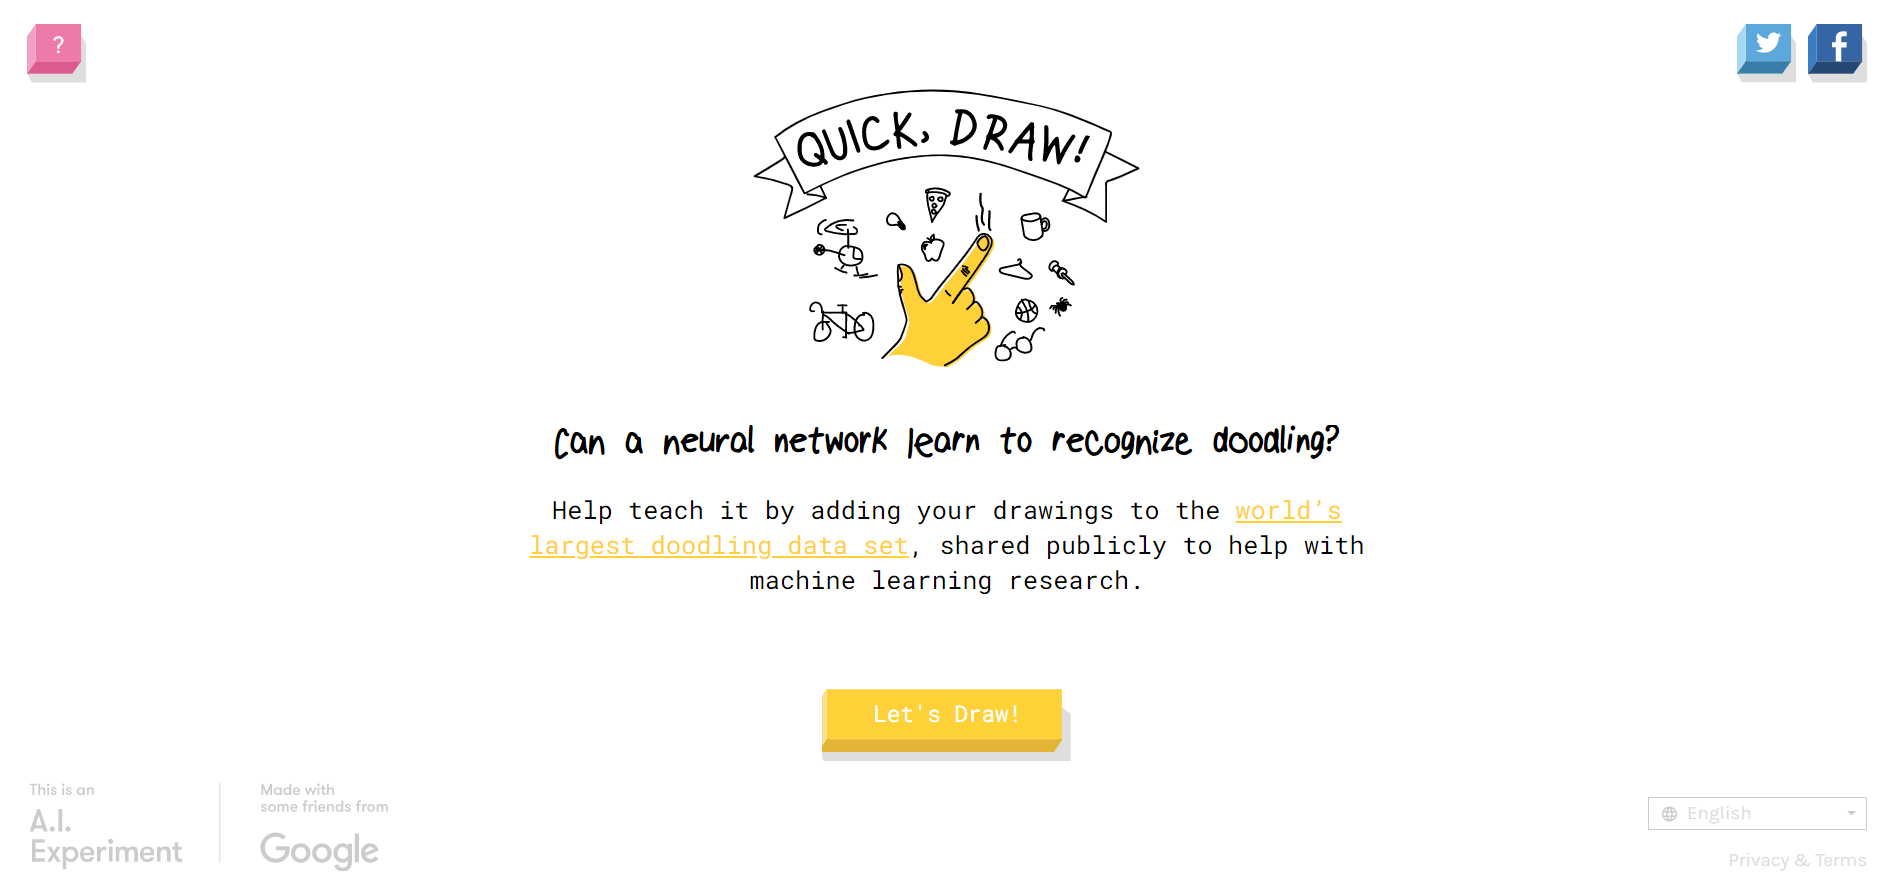 ?
QUICK, DRAW!
Can a neural network learn to recognize doodling?
Help teach it by adding your drawings to the world’s
largest doodling data set, shared publicly to help with
machine learning research.
Let's Draw!
This is an
A.I.
Experiment
Made with
some friends from
Google
English
Privacy & Terms